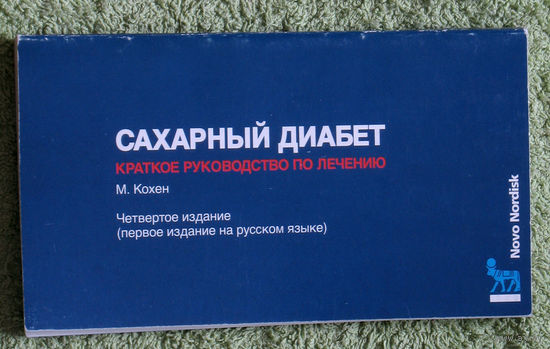 САХАРНЫЙ ДИАБЕТ
КРАТКОЕ РУКОВОДСТВО ПО ЛЕЧЕНИЮ
М. Кохен
Четвертое издание
(первое издание на русском языке)
Novo Nordisk